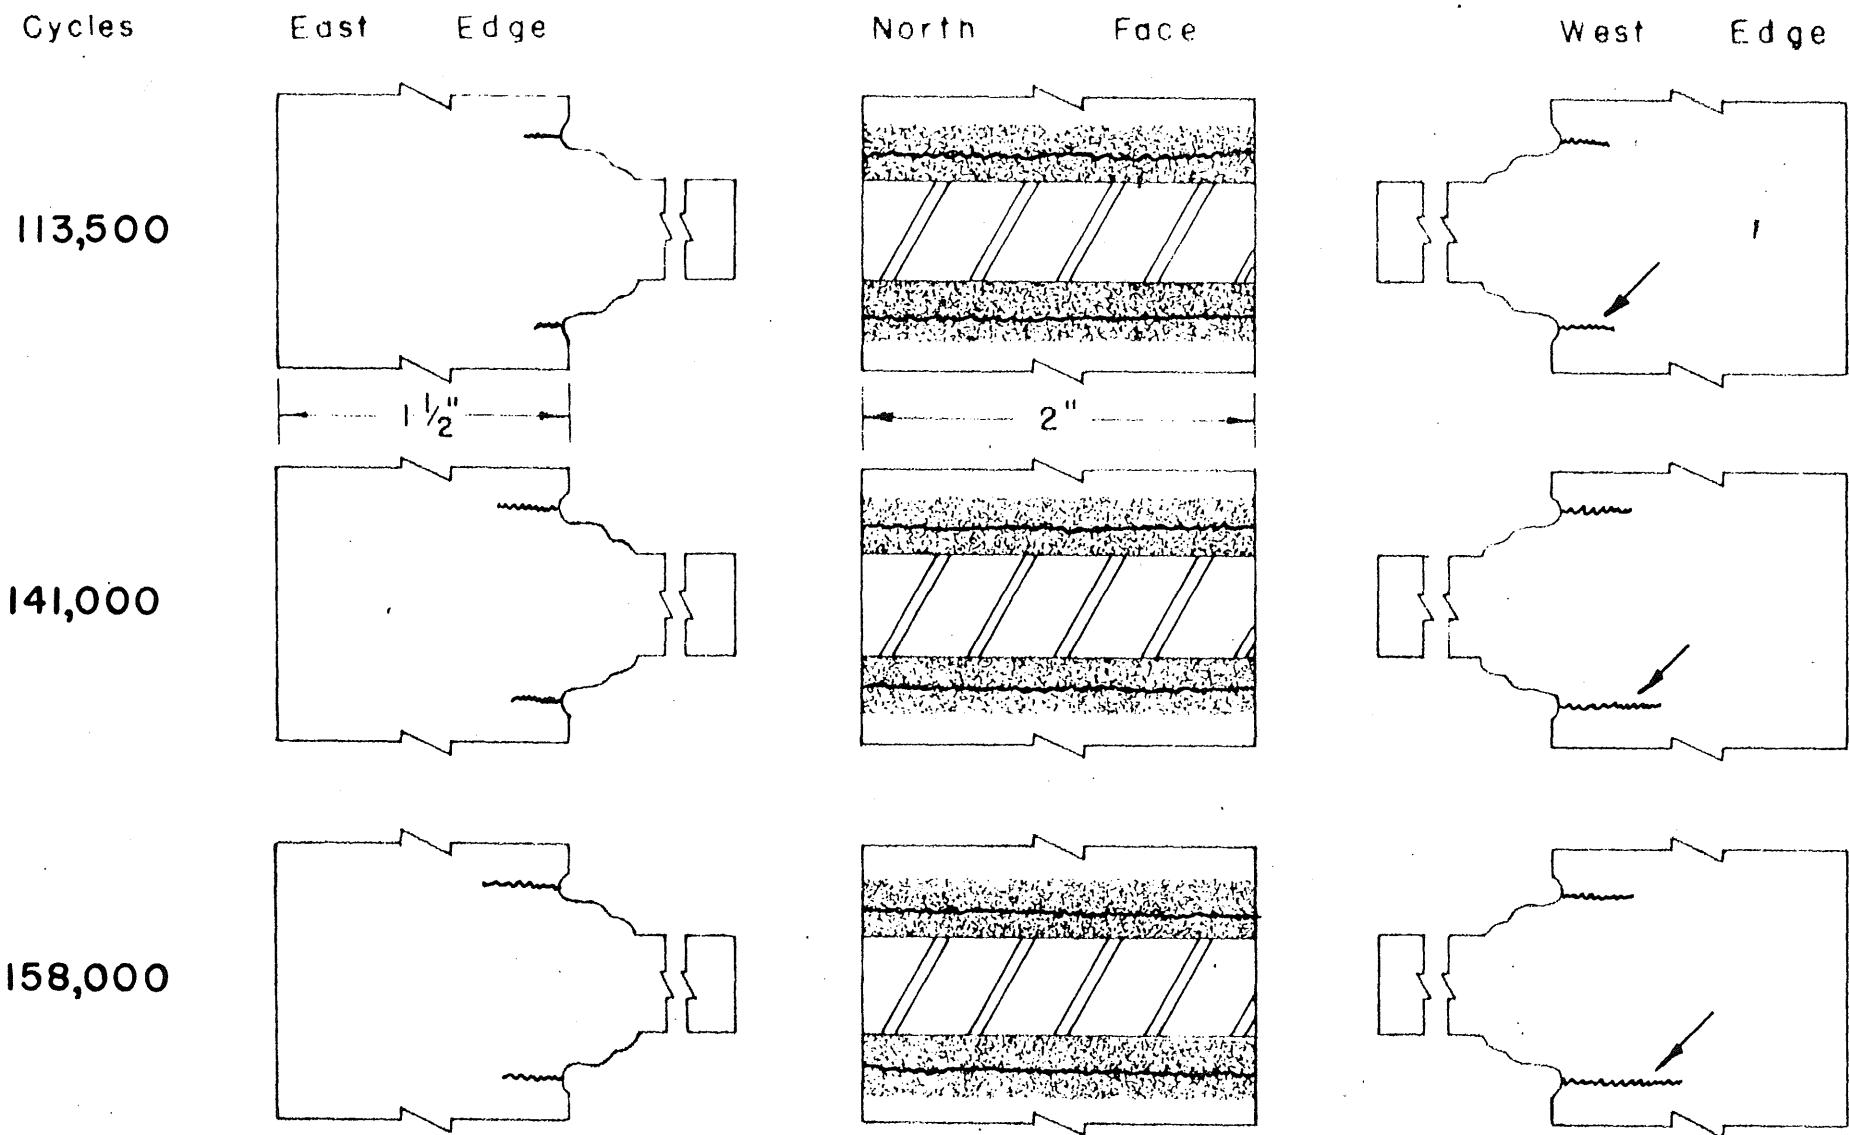 Cycles East Edge North Face West Edge
113,500
1 1/2" 2"
141,000
158,000